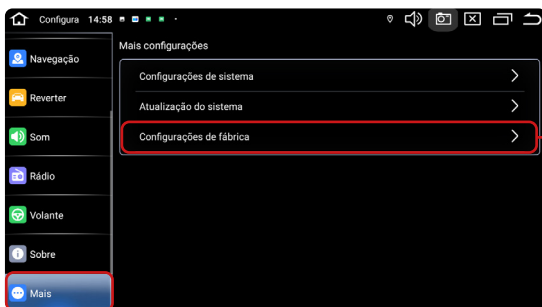 Configura 14:58
Mais configurações
Navegação
Reverter
Som
Rádio
Volante
Sobre
Mais
Configurações de sistema
Atualização do sistema
Configurações de fábrica